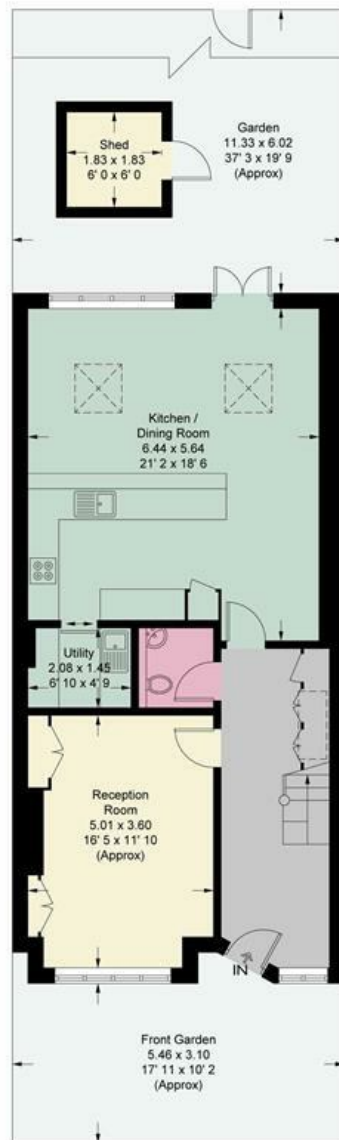 Shed
1.83 x 1.83
6' 0 x 6' 0
Garden
11.33 x 6.02
37' 3 x 19' 9
(Approx)
Kitchen /
Dining Room
6.44 x 5.64
21' 2 x 18' 6
Utility
2.08 x 1.45
6' 10 x 4' 9
Reception
Room
5.01 x 3.60
16' 5 x 11' 10
(Approx)
IN
Front Garden
5.46 x 3.10
17' 11 x 10' 2
(Approx)